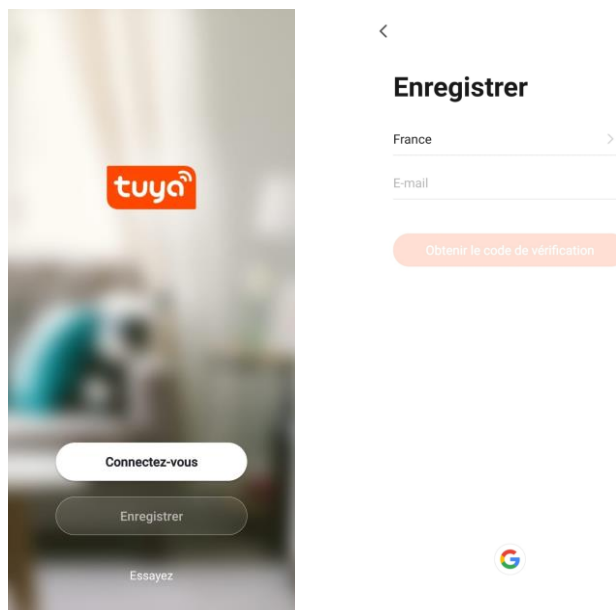 tuya
Connectez-vous
Enregistrer
Essayez
Enregistrer
France
E-mail
Obtenir le code de vérification